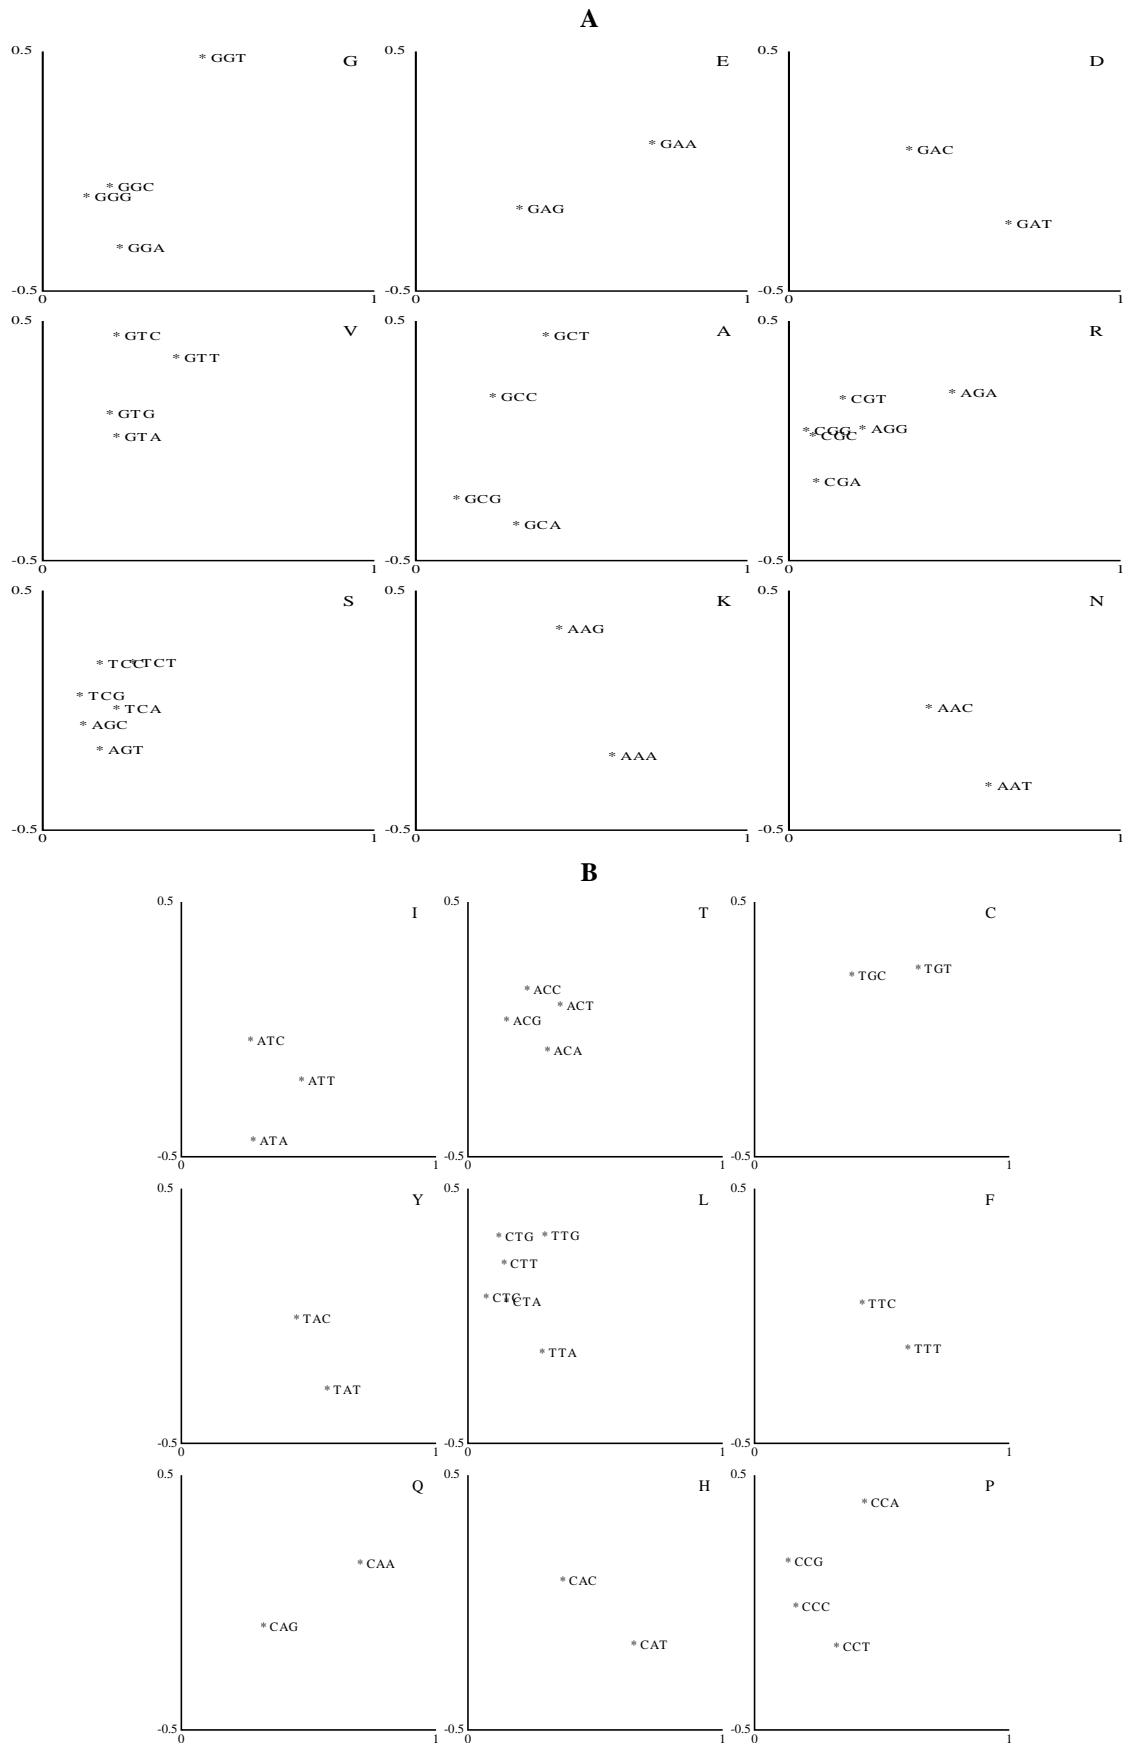 A
0.5 G
* GGT
* GGC
* GGG
* GGA
-0.5
0 1
0.5 E
* GAA
* GAG
-0.5
0 1
0.5 D
* GAC
* GAT
-0.5
0 1
0.5 V
* GTC
* GTT
* GTG
* GTA
-0.5
0 1
0.5 A
* GCT
* GCC
* GCG
* GCA
-0.5
0 1
0.5 R
* AGA
* CGT
* CGG
* AGG
* CGC
* CGA
-0.5
0 1
0.5 S
* TCC
* TCT
* TCG
* TCA
* AGC
* AGT
-0.5
0 1
0.5 K
* AAG
* AAA
-0.5
0 1
0.5 N
* AAC
* AAT
-0.5
0 1
B
0.5 I
* ATC
* ATT
* ATA
-0.5
0 1
0.5 T
* ACC
* ACT
* ACG
* ACA
-0.5
0 1
0.5 C
* TGC
* TGT
-0.5
0 1
0.5 Y
* TAC
* TAT
-0.5
0 1
0.5 L
* CTG
* TTG
* CTT
* CTC
* CTA
* TTA
-0.5
0 1
0.5 F
* TTC
* TTT
-0.5
0 1
0.5 Q
* CAA
* CAG
-0.5
0 1
0.5 H
* CAC
* CAT
-0.5
0 1
0.5 P
* CCA
* CCG
* CCC
* CCT
-0.5
0 1